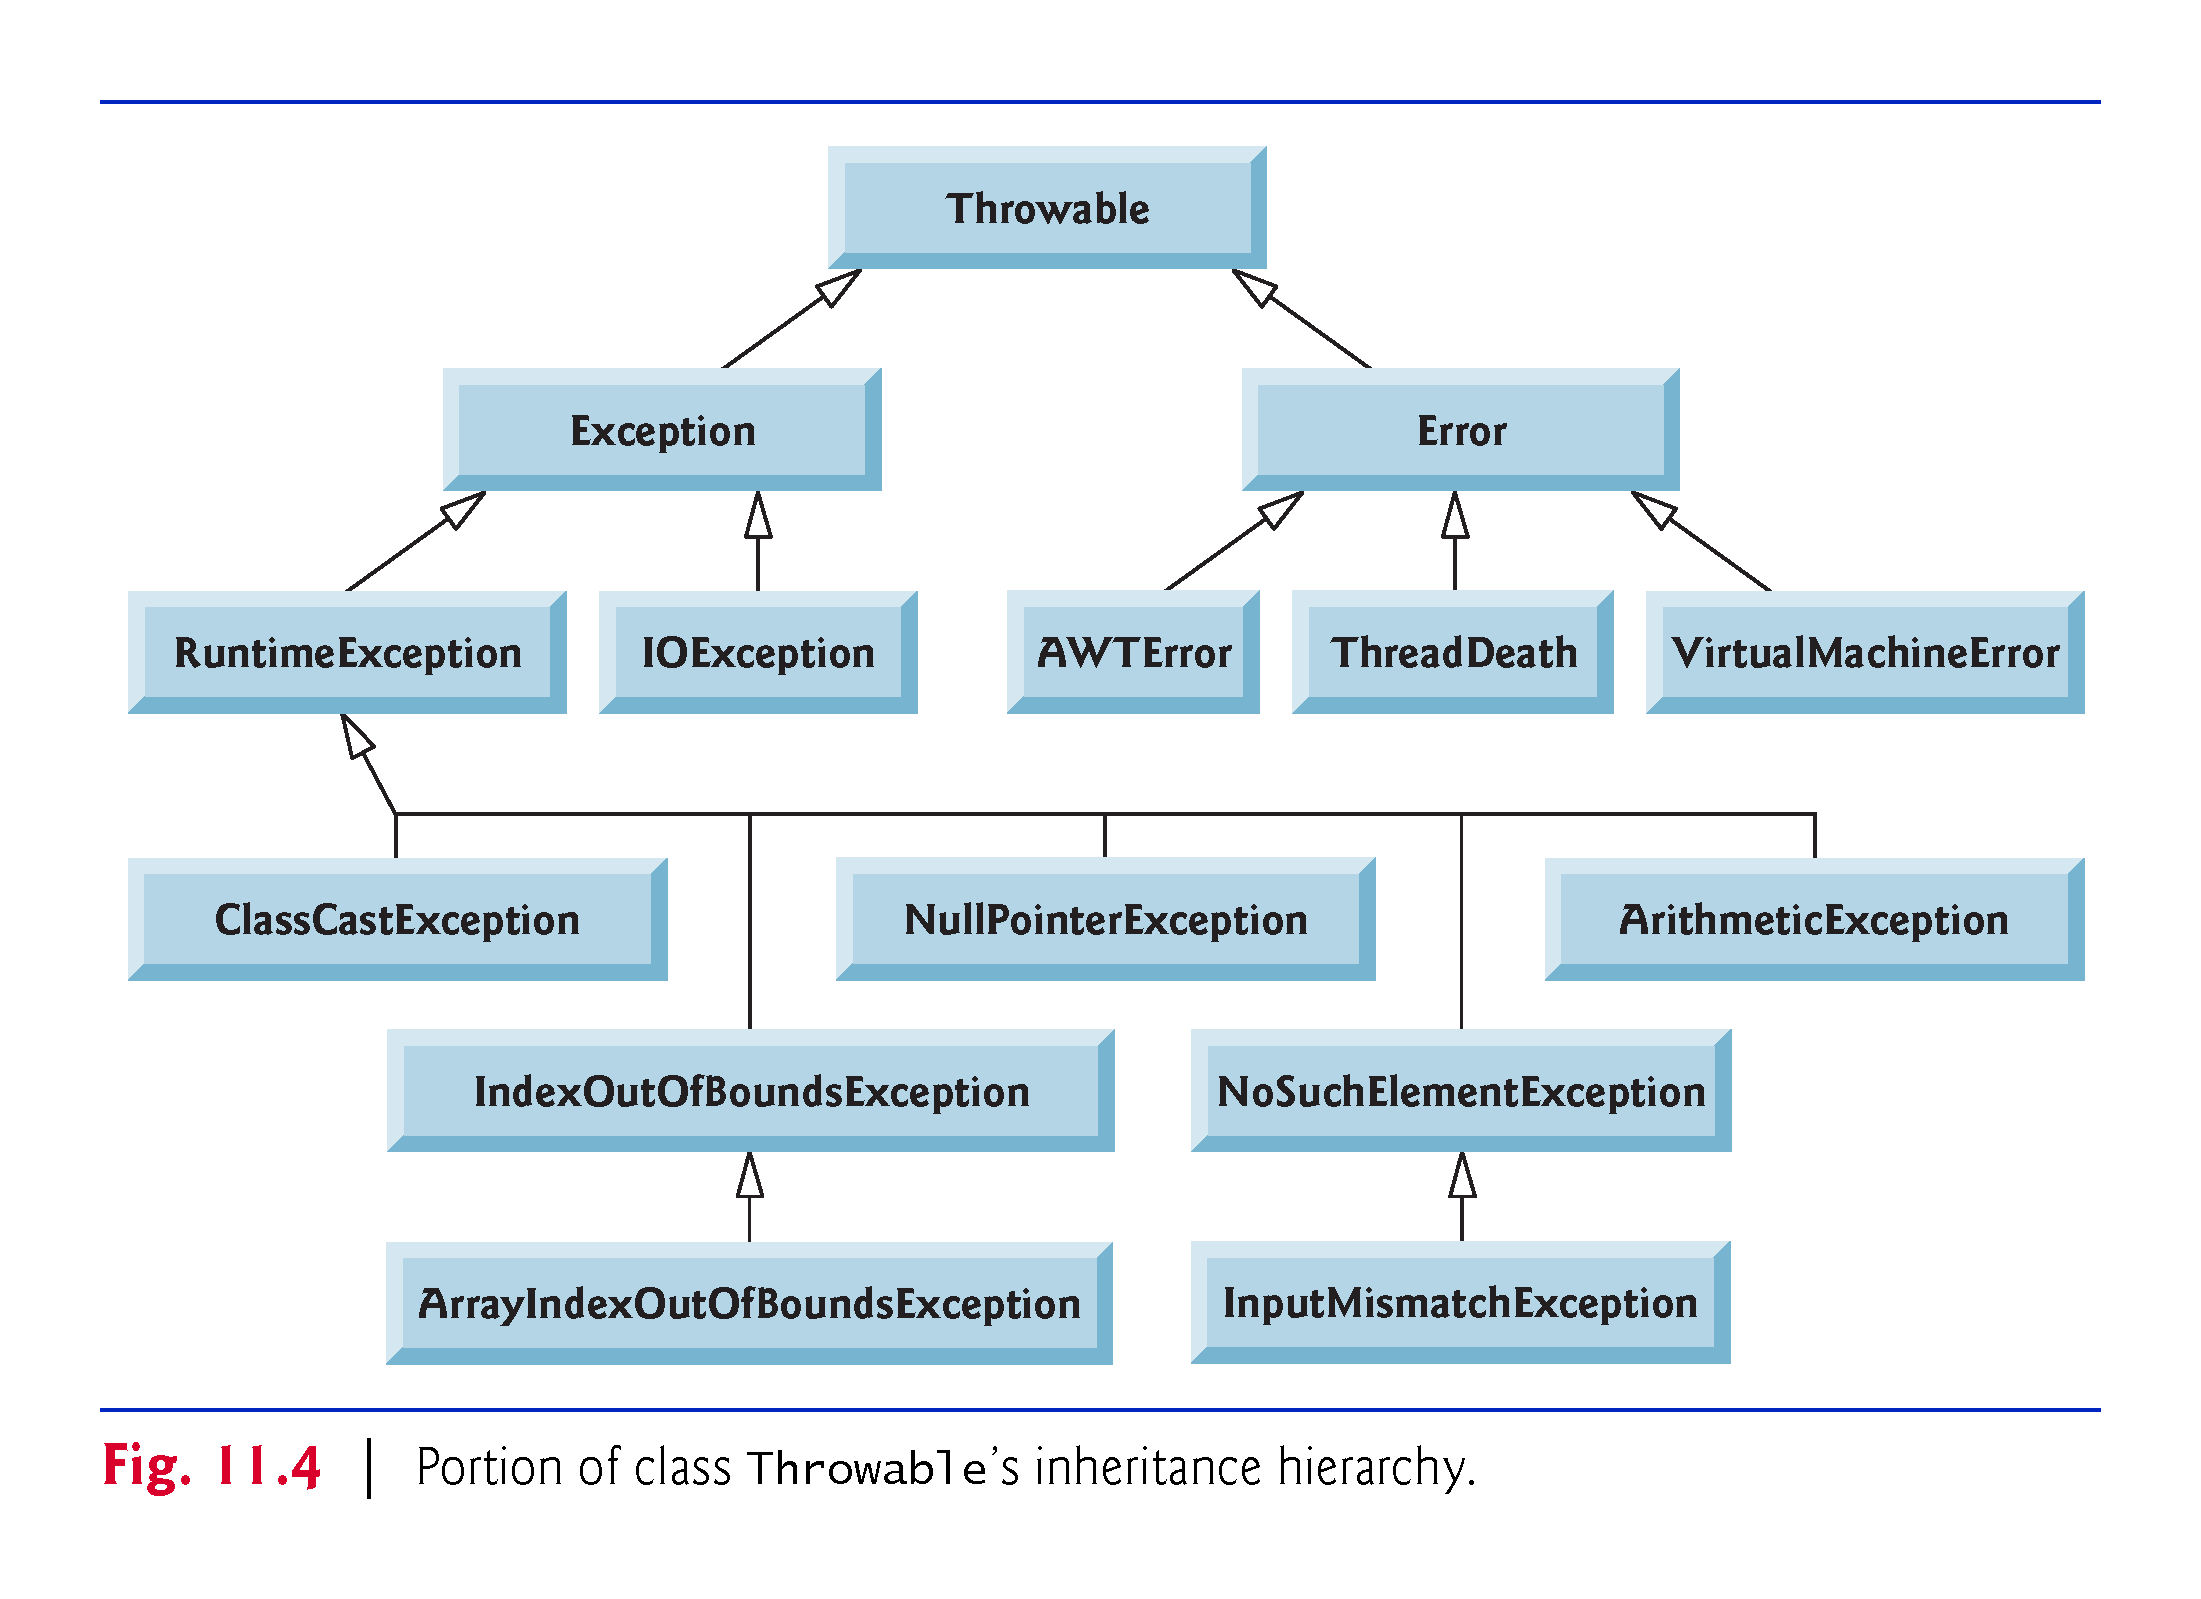 Throwable
Exception
Error
RuntimeException
IOException
AWTError
ThreadDeath
VirtualMachineError
ClassCastException
NullPointerException
ArithmeticException
IndexOutOfBoundsException
NoSuchElementException
ArrayIndexOutOfBoundsException
InputMismatchException
Fig. 11.4 | Portion of class Throwable’s inheritance hierarchy.